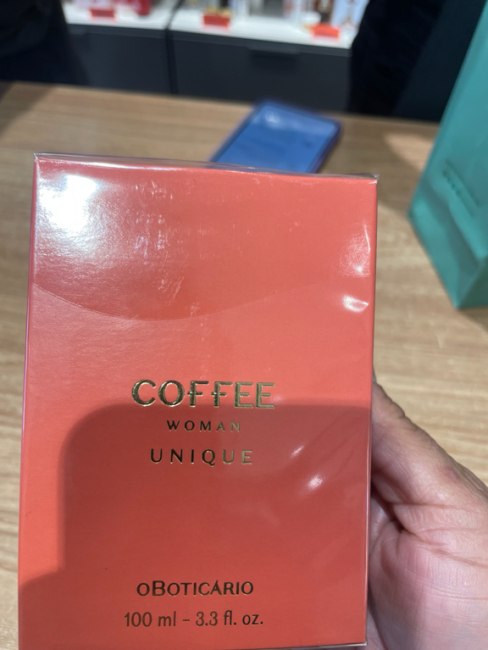 COFFEE
WOMAN
UNIQUE
oBOTICÁRIO
100 ml - 3.3 fl. oz.